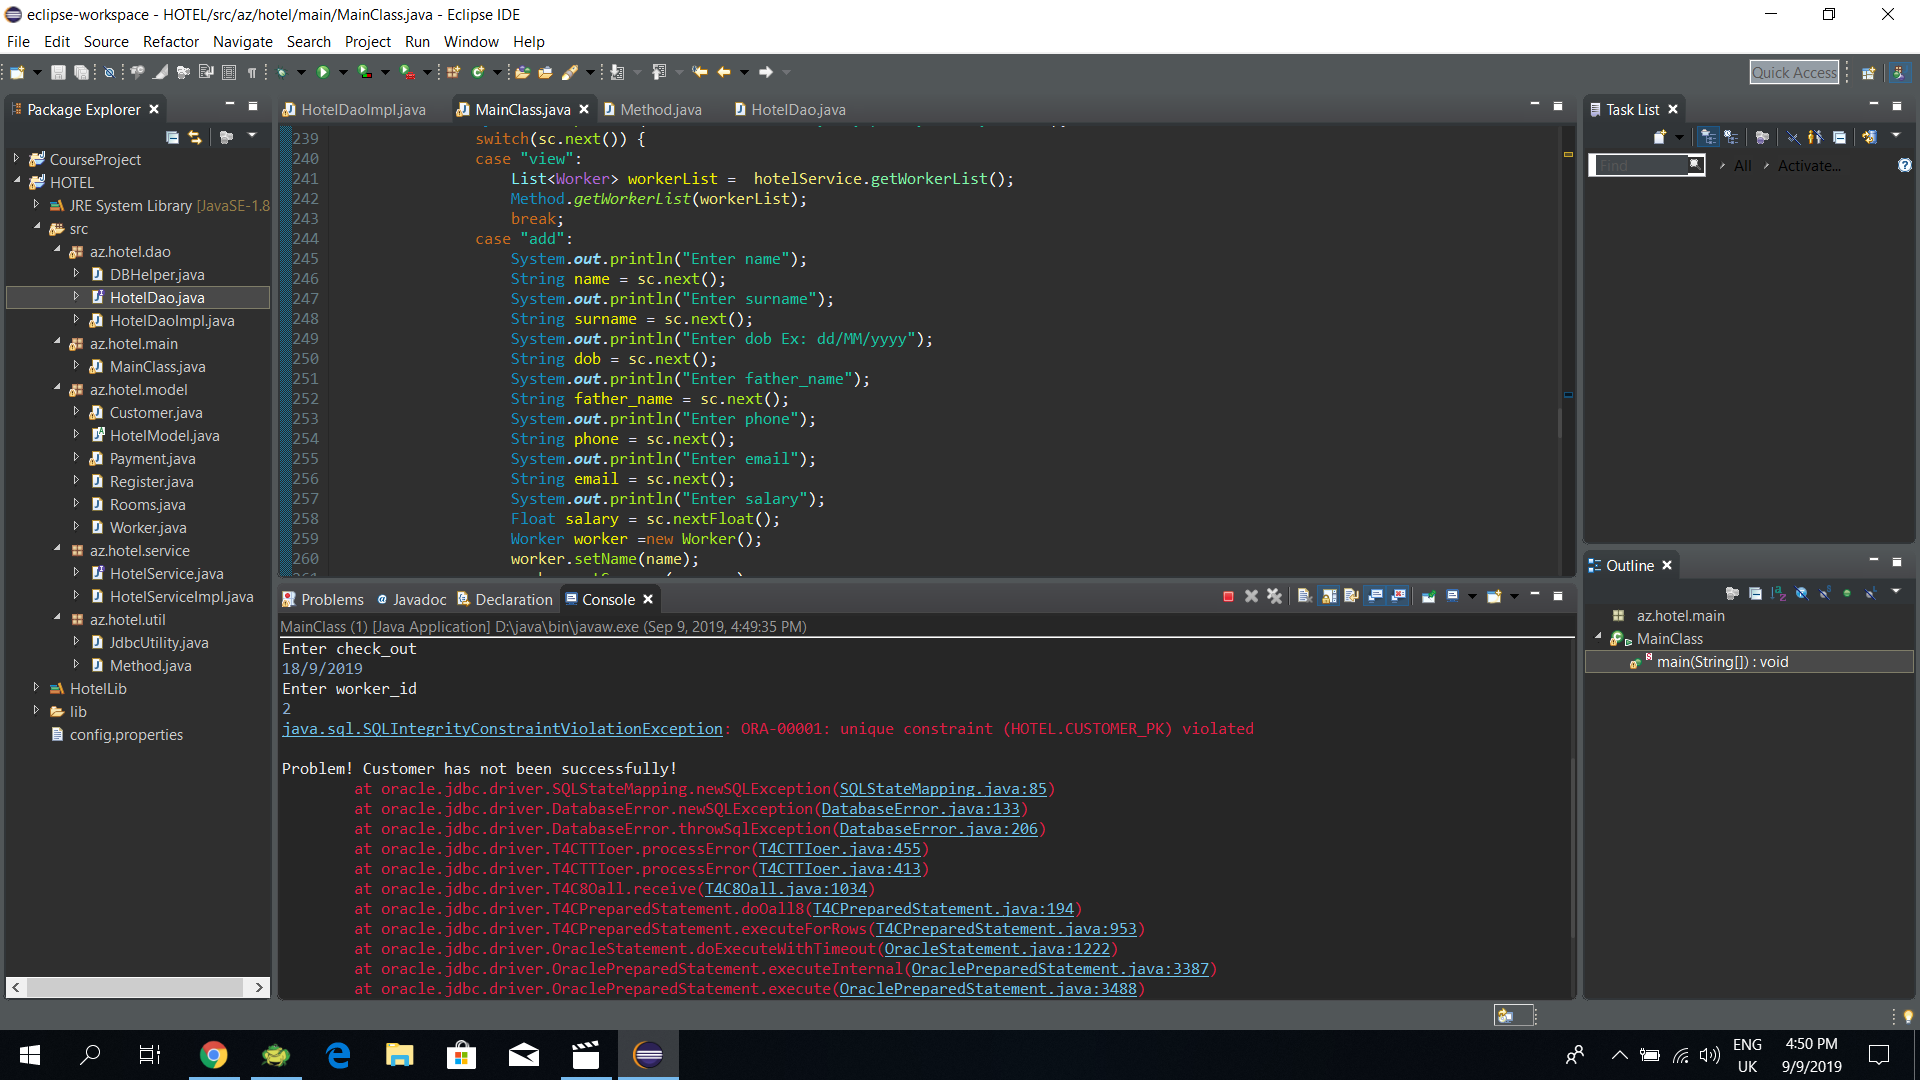 eclipse-workspace - HOTEL/src/az/hotel/main/MainClass.java - Eclipse IDE
File Edit Source Refactor Navigate Search Project Run Window Help
Quick Access
Package Explorer
CourseProject
HOTEL
JRE System Library [JavaSE-1.8
src
az.hotel.dao
DBHelper.java
HotelDao.java
HotelDaoImpl.java
az.hotel.main
MainClass.java
az.hotel.model
Customer.java
HotelModel.java
Payment.java
Register.java
Rooms.java
Worker.java
az.hotel.service
HotelService.java
HotelServiceImpl.java
az.hotel.util
JdbcUtility.java
Method.java
HotelLib
lib
config.properties
HotelDaoImpl.java MainClass.java Method.java HotelDao.java
239 switch(sc.next()) {
240 case "view":
241 List<Worker> workerList = hotelService.getWorkerList();
242 Method.getWorkerList(workerList);
243 break;
244 case "add":
245 System.out.println("Enter name");
246 String name = sc.next();
247 System.out.println("Enter surname");
248 String surname = sc.next();
249 System.out.println("Enter dob Ex: dd/MM/yyyy");
250 String dob = sc.next();
251 System.out.println("Enter father_name");
252 String father_name = sc.next();
253 System.out.println("Enter phone");
254 String phone = sc.next();
255 System.out.println("Enter email");
256 String email = sc.next();
257 System.out.println("Enter salary");
258 Float salary = sc.nextFloat();
259 Worker worker =new Worker();
260 worker.setName(name);
Problems Javadoc Declaration Console
MainClass (1) [Java Application] D:\java\bin\javaw.exe (Sep 9, 2019, 4:49:35 PM)
Enter check_out
18/9/2019
Enter worker_id
2
java.sql.SQLIntegrityConstraintViolationException: ORA-00001: unique constraint (HOTEL.CUSTOMER_PK) violated
Problem! Customer has not been successfully!
at oracle.jdbc.driver.SQLStateMapping.newSQLException(SQLStateMapping.java:85)
at oracle.jdbc.driver.DatabaseError.newSQLException(DatabaseError.java:133)
at oracle.jdbc.driver.DatabaseError.throwSqlException(DatabaseError.java:206)
at oracle.jdbc.driver.T4CTTIoer.processError(T4CTTIoer.java:455)
at oracle.jdbc.driver.T4CTTIoer.processError(T4CTTIoer.java:413)
at oracle.jdbc.driver.T4C8Oall.receive(T4C8Oall.java:1034)
at oracle.jdbc.driver.T4CPreparedStatement.doOall8(T4CPreparedStatement.java:194)
at oracle.jdbc.driver.T4CPreparedStatement.executeForRows(T4CPreparedStatement.java:953)
at oracle.jdbc.driver.OracleStatement.doExecuteWithTimeout(OracleStatement.java:1222)
at oracle.jdbc.driver.OraclePreparedStatement.executeInternal(OraclePreparedStatement.java:3387)
at oracle.jdbc.driver.OraclePreparedStatement.execute(OraclePreparedStatement.java:3488)
Task List
Find All Activate...
Outline
az.hotel.main
MainClass
main(String[]) : void
ENG
UK
4:50 PM
9/9/2019